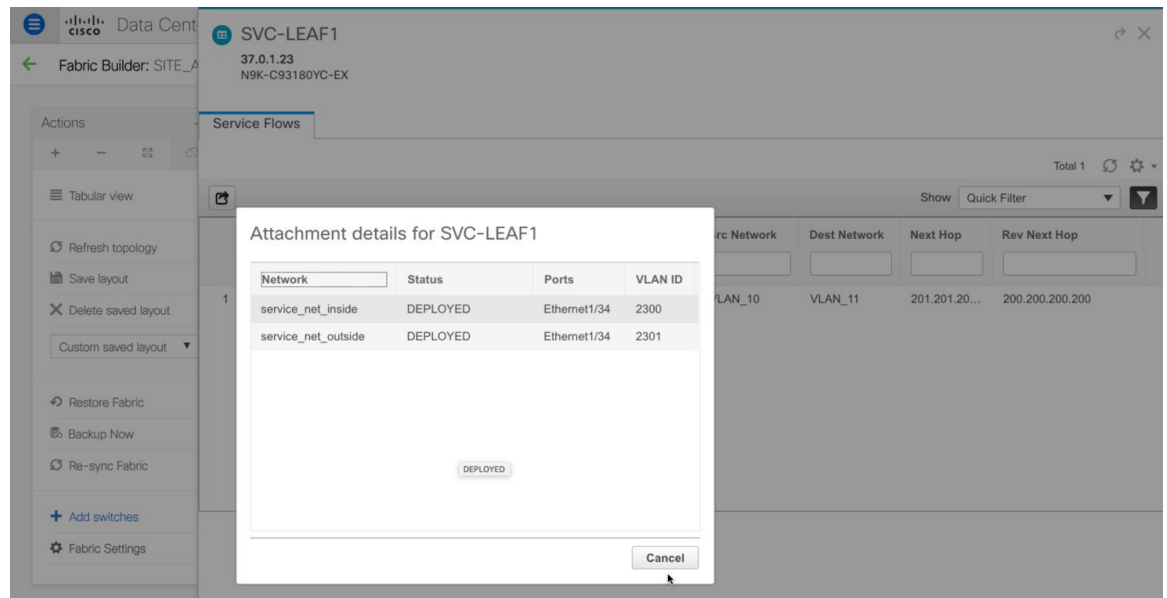 cisco Data Cent
SVC-LEAF1
37.0.1.23
N9K-C93180YC-EX
Fabric Builder: SITE_A
Actions
Service Flows
Total 1
Tabular view
Show Quick Filter
Refresh topology
Save layout
Delete saved layout
Custom saved layout
Restore Fabric
Backup Now
Re-sync Fabric
Add switches
Fabric Settings
Attachment details for SVC-LEAF1
Network Status Ports VLAN ID
service_net_inside DEPLOYED Ethernet1/34 2300
service_net_outside DEPLOYED Ethernet1/34 2301
DEPLOYED
Cancel
rc Network Dest Network Next Hop Rev Next Hop
1 VLAN_10 VLAN_11 201.201.20... 200.200.200.200